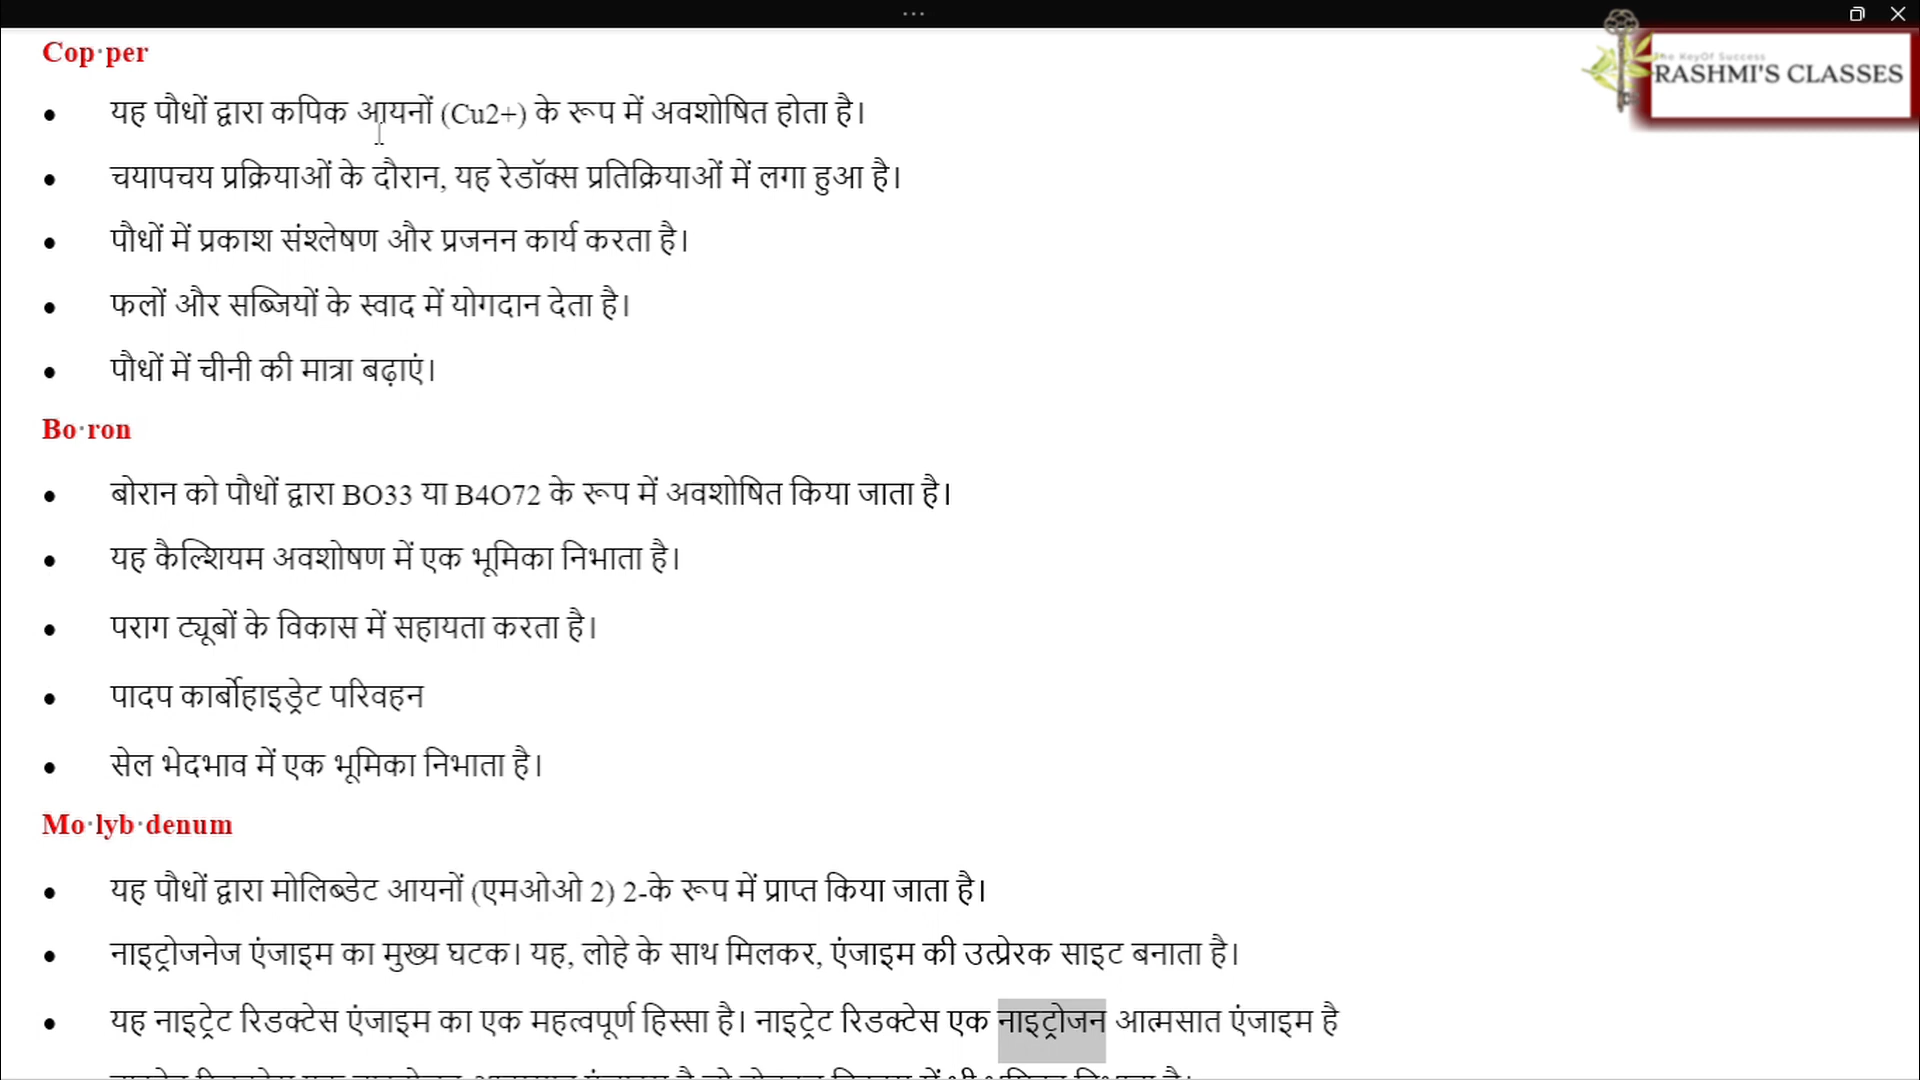 The KeyOf Success
RASHMI'S CLASSES
Cop·per
• यह पौधों द्वारा कपिक आयनों (Cu2+) के रूप में अवशोषित होता है।
• चयापचय प्रक्रियाओं के दौरान, यह रेडॉक्स प्रतिक्रियाओं में लगा हुआ है।
• पौधों में प्रकाश संश्लेषण और प्रजनन कार्य करता है।
• फलों और सब्जियों के स्वाद में योगदान देता है।
• पौधों में चीनी की मात्रा बढ़ाएं।
Bo·ron
• बोरान को पौधों द्वारा BO33 या B4O72 के रूप में अवशोषित किया जाता है।
• यह कैल्शियम अवशोषण में एक भूमिका निभाता है।
• पराग ट्यूबों के विकास में सहायता करता है।
• पादप कार्बोहाइड्रेट परिवहन
• सेल भेदभाव में एक भूमिका निभाता है।
Mo·lyb·denum
• यह पौधों द्वारा मोलिब्डेट आयनों (एमओओ 2) 2-के रूप में प्राप्त किया जाता है।
• नाइट्रोजनेज एंजाइम का मुख्य घटक। यह, लोहे के साथ मिलकर, एंजाइम की उत्प्रेरक साइट बनाता है।
• यह नाइट्रेट रिडक्टेस एंजाइम का एक महत्वपूर्ण हिस्सा है। नाइट्रेट रिडक्टेस एक नाइट्रोजन आत्मसात एंजाइम है